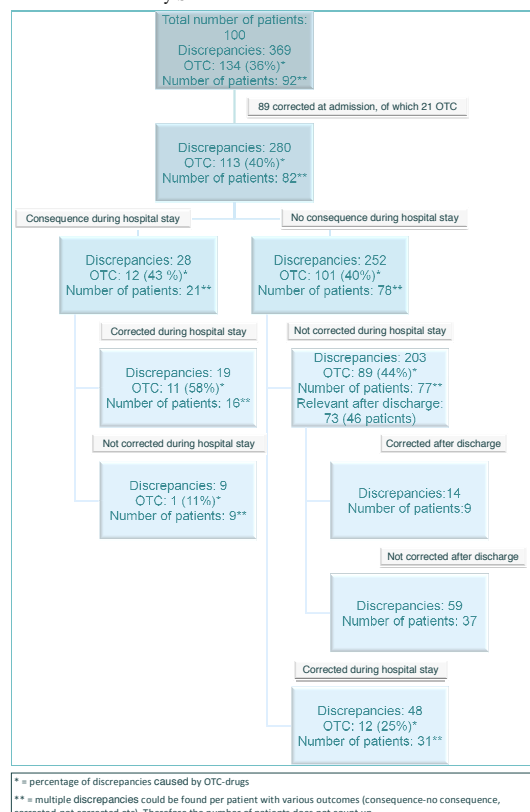 Total number of patients:
100
Discrepancies: 369
OTC: 134 (36%)*
Number of patients: 92**
89 corrected at admission, of which 21 OTC
Discrepancies: 280
OTC: 113 (40%)*
Number of patients: 82**
Consequence during hospital stay
No consequence during hospital stay
Discrepancies: 28
OTC: 12 (43 %)*
Number of patients: 21**
Discrepancies: 252
OTC: 101 (40%)*
Number of patients: 78**
Corrected during hospital stay
Not corrected during hospital stay
Discrepancies: 19
OTC: 11 (58%)*
Number of patients: 16**
Discrepancies: 203
OTC: 89 (44%)*
Number of patients: 77**
Relevant after discharge:
73 (46 patients)
Not corrected during hospital stay
Corrected after discharge
Discrepancies: 9
OTC: 1 (11%)*
Number of patients: 9**
Discrepancies:14
Number of patients:9
Not corrected after discharge
Discrepancies: 59
Number of patients: 37
Corrected during hospital stay
Discrepancies: 48
OTC: 12 (25%)*
Number of patients: 31**
* = percentage of discrepancies caused by OTC-drugs
** = multiple discrepancies could be found per patient with various outcomes (consequence-no consequence,